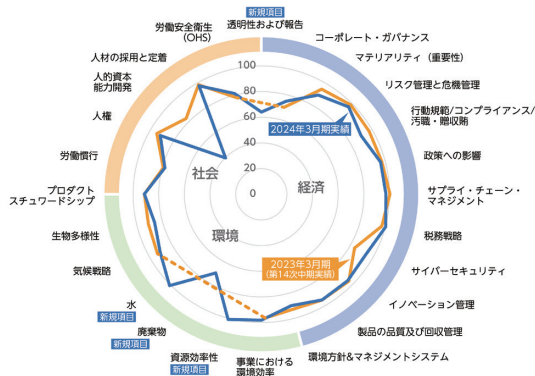 新規項目
透明性および報告
コーポレート・ガバナンス
マテリアリティ（重要性）
リスク管理と危機管理
行動規範/コンプライアンス/
汚職・贈収賄
政策への影響
サプライ・チェーン・
マネジメント
税務戦略
サイバーセキュリティ
イノベーション管理
製品の品質及び回収管理
環境方針&マネジメントシステム
事業における
環境効率
資源効率性
新規項目
廃棄物
新規項目
水
新規項目
気候戦略
生物多様性
プロダクト
スチュワードシップ
労働慣行
人権
人的資本
能力開発
人材の採用と定着
労働安全衛生
(OHS)
100
80
60
40
20
0
2024年3月期実績
2023年3月期
(第14次中期実績)
社会
経済
環境